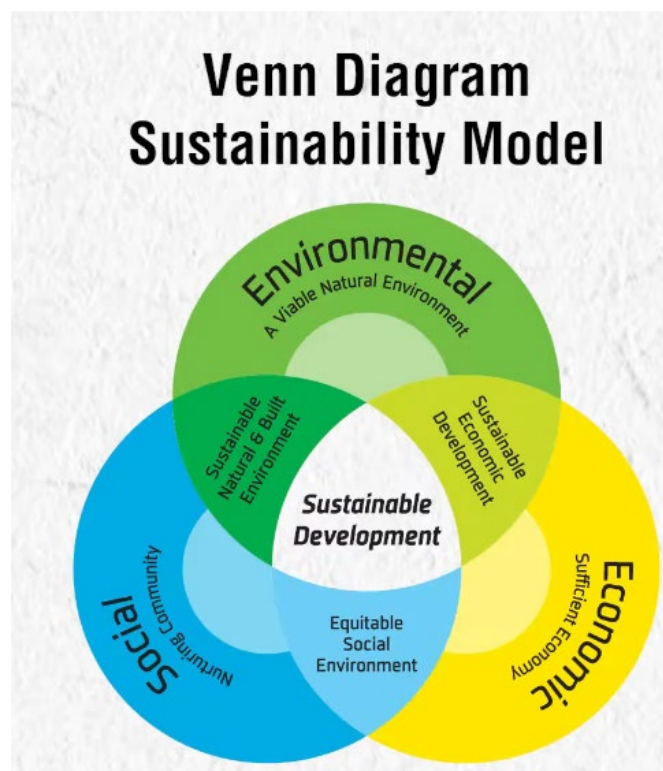 Venn Diagram
Sustainability Model
Environmental
A Viable Natural Environment
Sustainable
Natural & Built
Environment
Sustainable
Economic
Development
Sustainable
Development
Social
Nurturing Community
Equitable
Social
Environment
Economic
Sufficient Economy